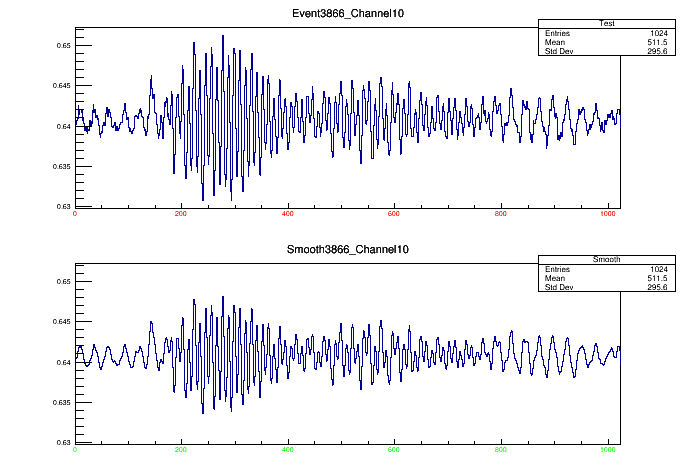 Event3866_Channel10
Test
Entries 1024
Mean 511.5
Std Dev 295.6
0.65
0.645
0.64
0.635
0.63
0 200 400 600 800 1000
Smooth3866_Channel10
Smooth
Entries 1024
Mean 511.5
Std Dev 295.6
0.65
0.645
0.64
0.635
0.63
0 200 400 600 800 1000